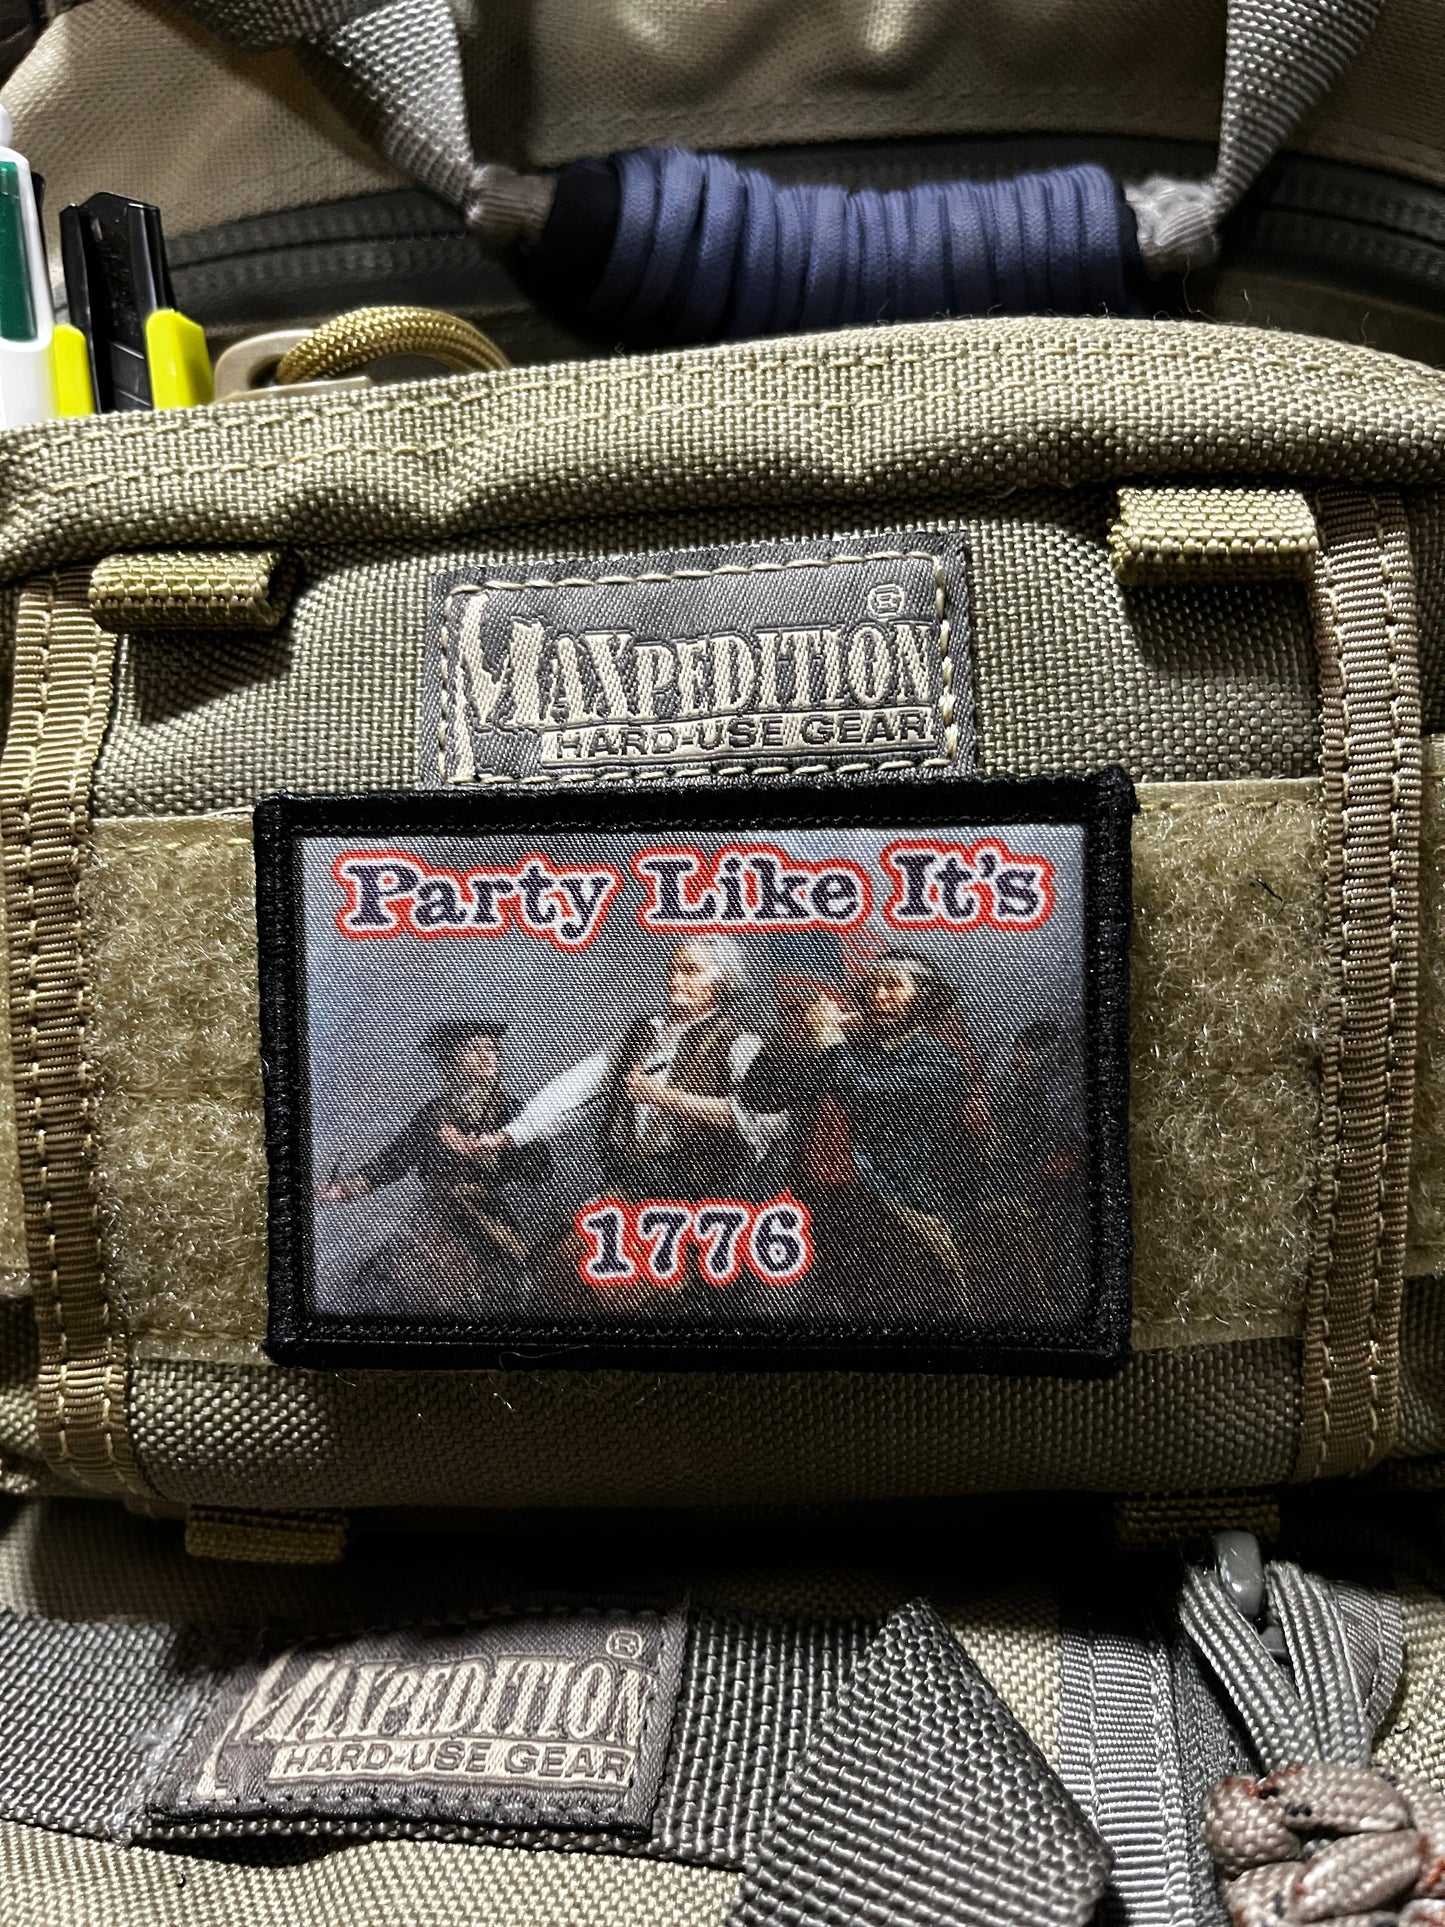 MAXPEDITION®
HARD-USE GEAR
Party Like It's
1776
MAXPEDITION®
HARD-USE GEAR